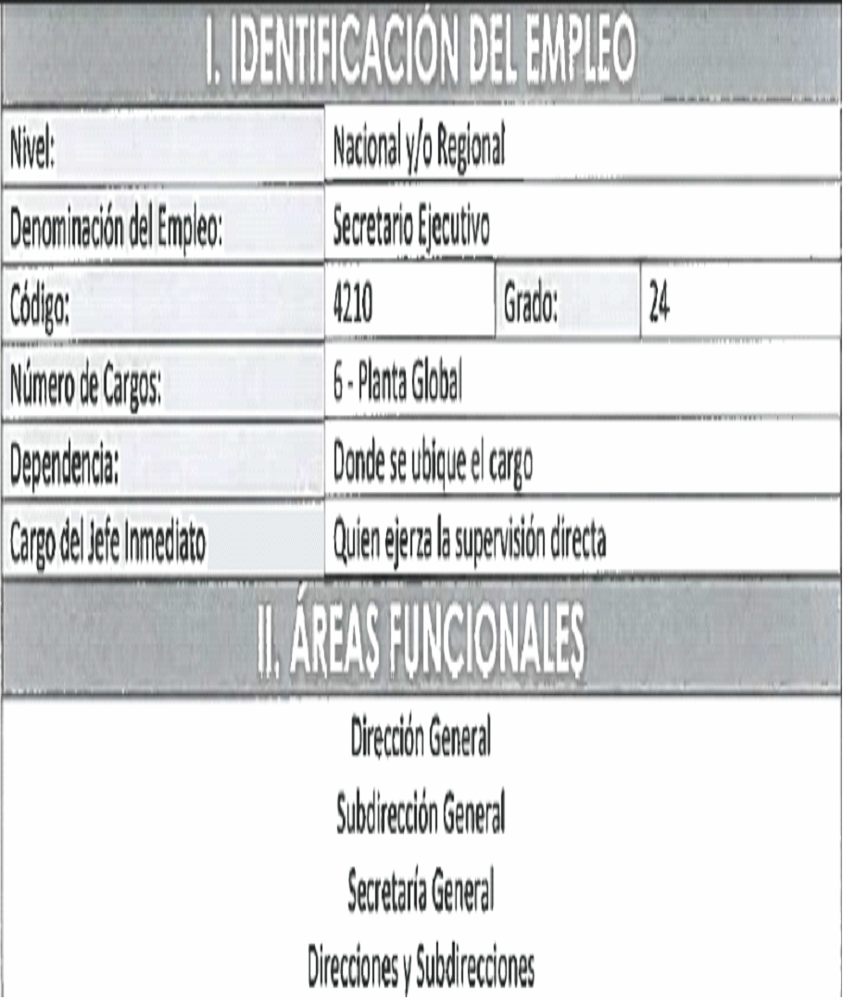 I. IDENTIFICACIÓN DEL EMPLEO
Nivel: Nacional y/o Regional
Denominación del Empleo: Secretario Ejecutivo
Código: 4210 Grado: 24
Número de Cargos: 6 - Planta Global
Dependencia: Donde se ubique el cargo
Cargo del Jefe Inmediato Quien ejerza la supervisión directa
II. ÁREAS FUNCIONALES
Dirección General
Subdirección General
Secretaría General
Direcciones y Subdirecciones